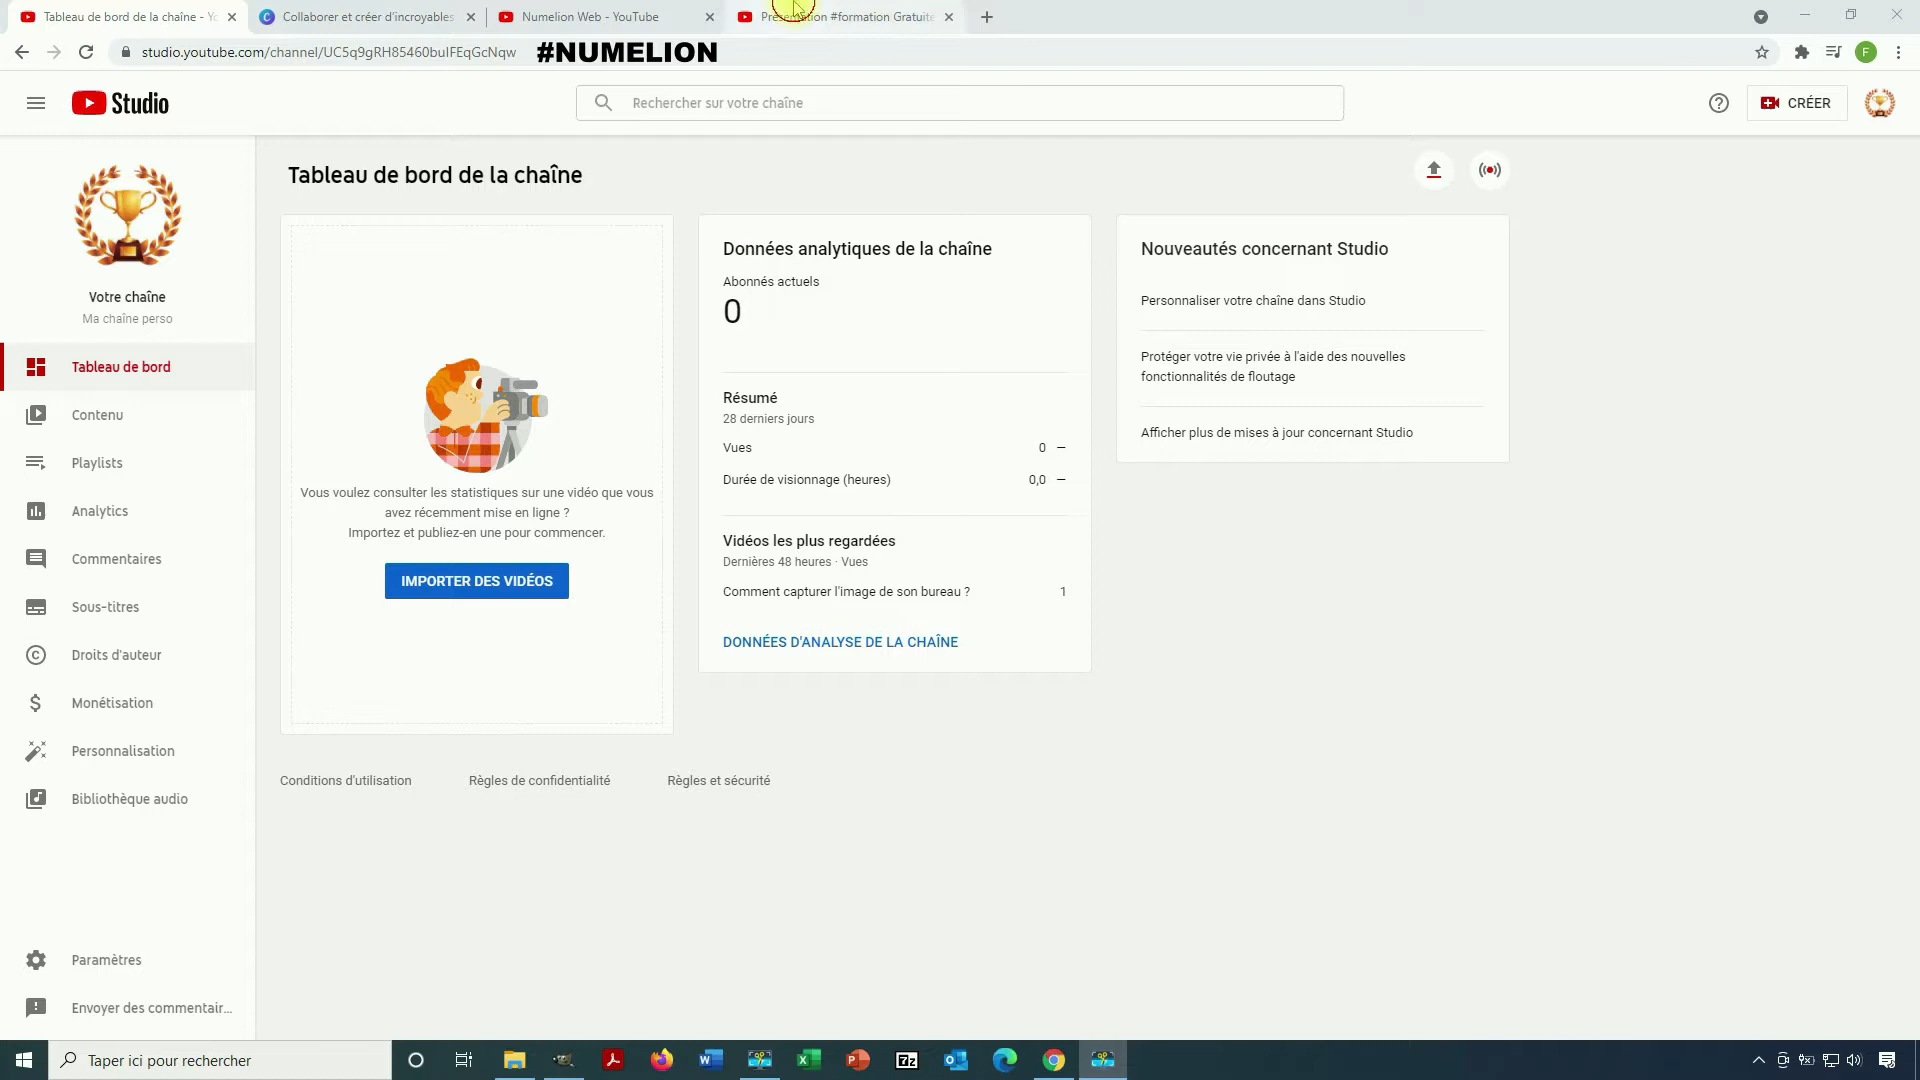 Tableau de bord de la chaîne - Yo
Collaborer et créer d'incroyables
Numelion Web - YouTube
Présentation #formation Gratuite
studio.youtube.com/channel/UC5q9gRH85460buIFEqGcNqw
#NUMELION
F
Studio
Rechercher sur votre chaîne
CRÉER
Votre chaîne
Ma chaîne perso
Tableau de bord
Contenu
Playlists
Analytics
Commentaires
Sous-titres
Droits d'auteur
Monétisation
Personnalisation
Bibliothèque audio
Paramètres
Envoyer des commentair...
Tableau de bord de la chaîne
Vous voulez consulter les statistiques sur une vidéo que vous
avez récemment mise en ligne ?
Importez et publiez-en une pour commencer.
IMPORTER DES VIDÉOS
Données analytiques de la chaîne
Abonnés actuels
0
Résumé
28 derniers jours
Vues 0 —
Durée de visionnage (heures) 0,0 —
Vidéos les plus regardées
Dernières 48 heures · Vues
Comment capturer l'image de son bureau ? 1
DONNÉES D'ANALYSE DE LA CHAÎNE
Nouveautés concernant Studio
Personnaliser votre chaîne dans Studio
Protéger votre vie privée à l'aide des nouvelles
fonctionnalités de floutage
Afficher plus de mises à jour concernant Studio
Conditions d'utilisation
Règles de confidentialité
Règles et sécurité
Taper ici pour rechercher